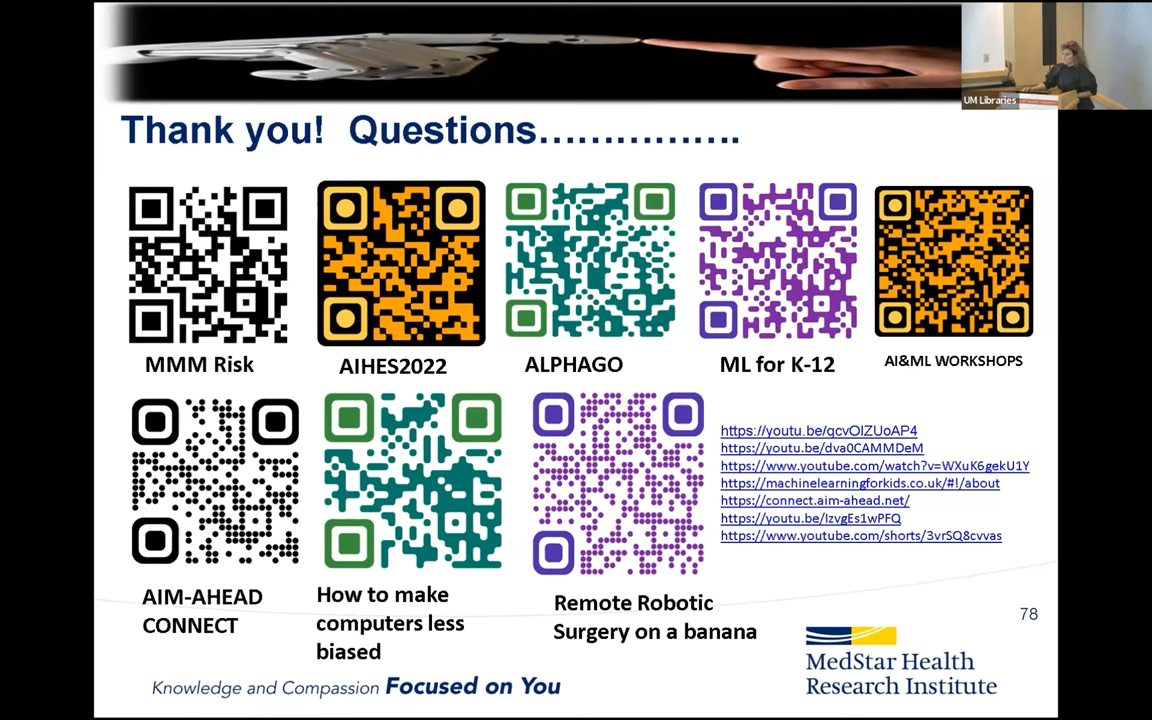 UM Libraries
Thank you!  Questions................
MMM Risk
AIHES2022
ALPHAGO
ML for K-12
AI&ML WORKSHOPS
https://youtu.be/qcvOlZUoAP4
https://youtu.be/dva0CAMMDeM
https://www.youtube.com/watch?v=WXuK6gekU1Y
https://machinelearningforkids.co.uk/#!/about
https://connect.aim-ahead.net/
https://youtu.be/IzvgEs1wPFQ
https://www.youtube.com/shorts/3vrSQ8cvvas
AIM-AHEAD
CONNECT
How to make
computers less
biased
Remote Robotic
Surgery on a banana
78
MedStar Health
Research Institute
Knowledge and Compassion Focused on You